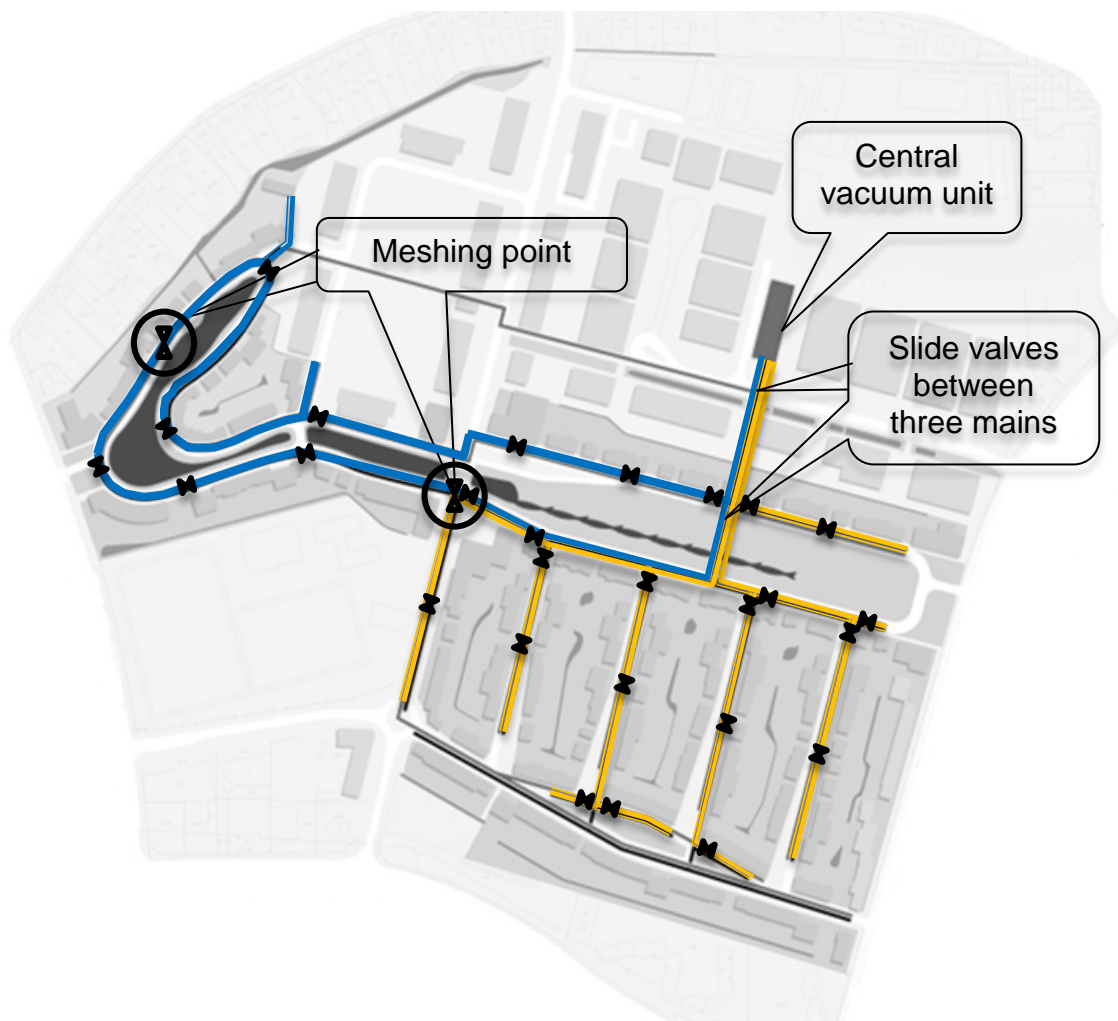 Central
vacuum unit
Meshing point
Slide valves
between
three mains